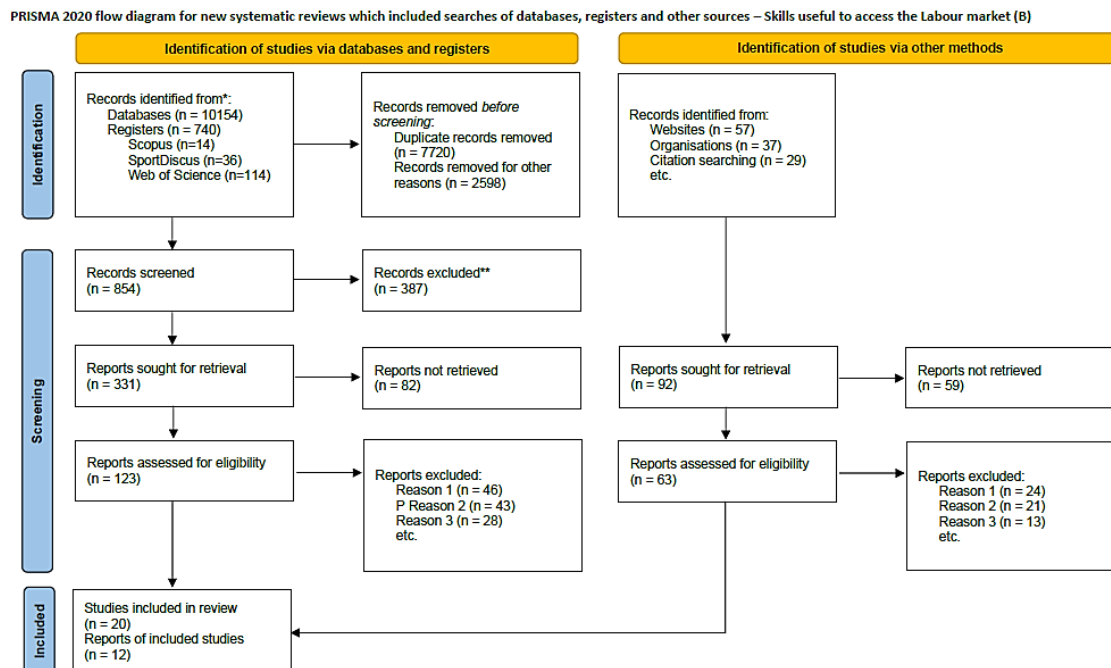 PRISMA 2020 flow diagram for new systematic reviews which included searches of databases, registers and other sources – Skills useful to access the Labour market (B)
Identification of studies via databases and registers
Identification of studies via other methods
Identification
Records identified from*:
Databases (n = 10154)
Registers (n = 740)
Scopus (n=14)
SportDiscus (n=36)
Web of Science (n=114)
Records removed before
screening:
Duplicate records removed
(n = 7720)
Records removed for other
reasons (n = 2598)
Records identified from:
Websites (n = 57)
Organisations (n = 37)
Citation searching (n = 29)
etc.
Screening
Records screened
(n = 854)
Records excluded**
(n = 387)
Reports sought for retrieval
(n = 331)
Reports not retrieved
(n = 82)
Reports sought for retrieval
(n = 92)
Reports not retrieved
(n = 59)
Reports assessed for eligibility
(n = 123)
Reports excluded:
Reason 1 (n = 46)
P Reason 2 (n = 43)
Reason 3 (n = 28)
etc.
Reports assessed for eligibility
(n = 63)
Reports excluded:
Reason 1 (n = 24)
Reason 2 (n = 21)
Reason 3 (n = 13)
etc.
Included
Studies included in review
(n = 20)
Reports of included studies
(n = 12)